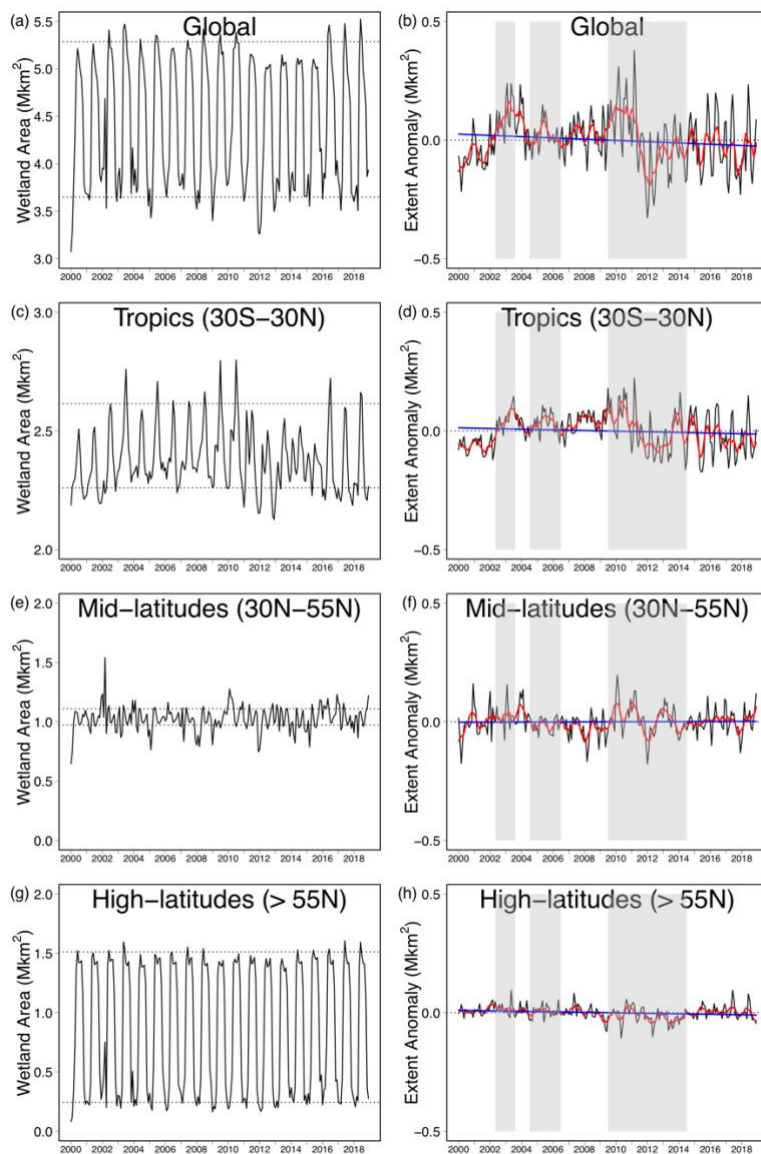 (a) Global
Wetland Area (Mkm²)
5.5
5.0
4.5
4.0
3.5
3.0
2000 2002 2004 2006 2008 2010 2012 2014 2016 2018
(b) Global
Extent Anomaly (Mkm²)
0.5
0.0
−0.5
2000 2002 2004 2006 2008 2010 2012 2014 2016 2018
(c) Tropics (30S−30N)
Wetland Area (Mkm²)
3.0
2.5
2.0
2000 2002 2004 2006 2008 2010 2012 2014 2016 2018
(d) Tropics (30S−30N)
Extent Anomaly (Mkm²)
0.5
0.0
−0.5
2000 2002 2004 2006 2008 2010 2012 2014 2016 2018
(e) Mid−latitudes (30N−55N)
Wetland Area (Mkm²)
2.0
1.5
1.0
0.5
0.0
2000 2002 2004 2006 2008 2010 2012 2014 2016 2018
(f) Mid−latitudes (30N−55N)
Extent Anomaly (Mkm²)
0.5
0.0
−0.5
2000 2002 2004 2006 2008 2010 2012 2014 2016 2018
(g) High−latitudes (> 55N)
Wetland Area (Mkm²)
2.0
1.5
1.0
0.5
0.0
2000 2002 2004 2006 2008 2010 2012 2014 2016 2018
(h) High−latitudes (> 55N)
Extent Anomaly (Mkm²)
0.5
0.0
−0.5
2000 2002 2004 2006 2008 2010 2012 2014 2016 2018